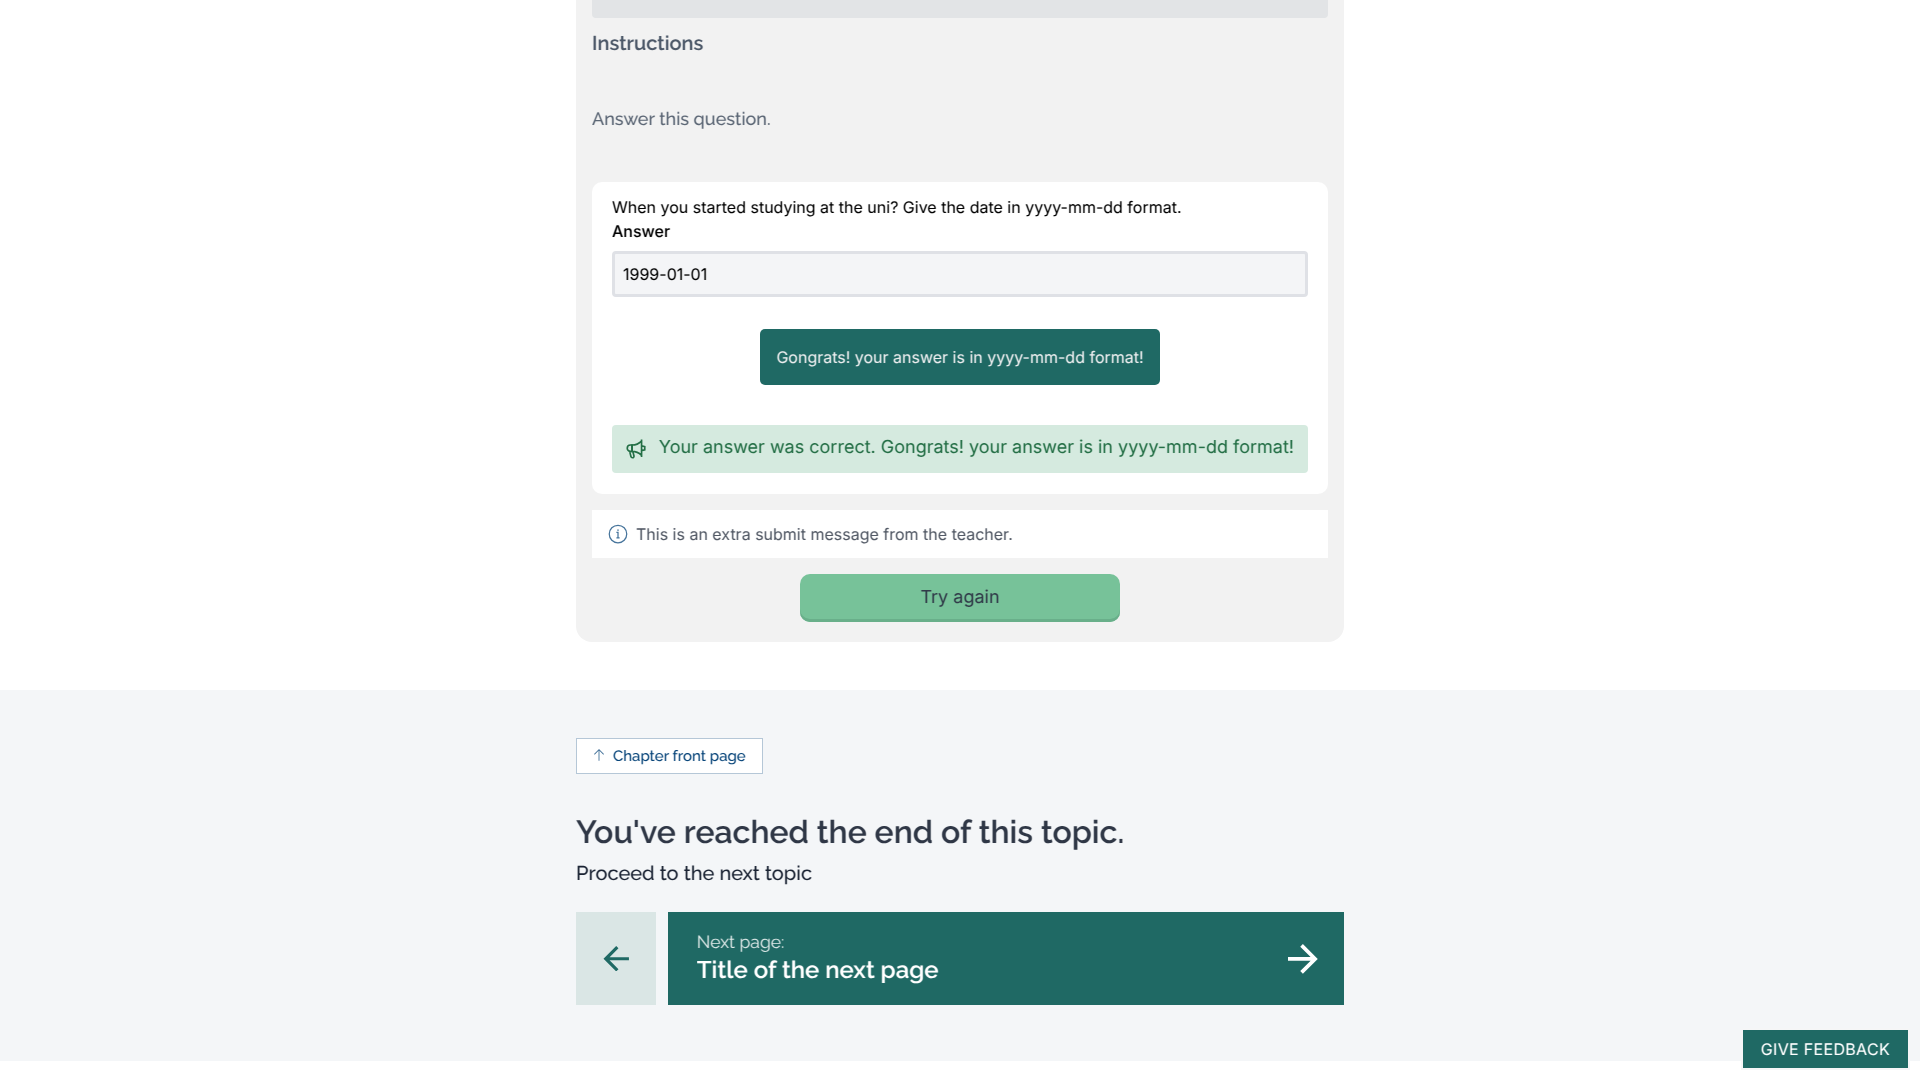 Instructions
Answer this question.
When you started studying at the uni? Give the date in yyyy-mm-dd format.
Answer
1999-01-01
Gongrats! your answer is in yyyy-mm-dd format!
Your answer was correct. Gongrats! your answer is in yyyy-mm-dd format!
This is an extra submit message from the teacher.
Try again
Chapter front page
You've reached the end of this topic.
Proceed to the next topic
Next page:
Title of the next page
GIVE FEEDBACK